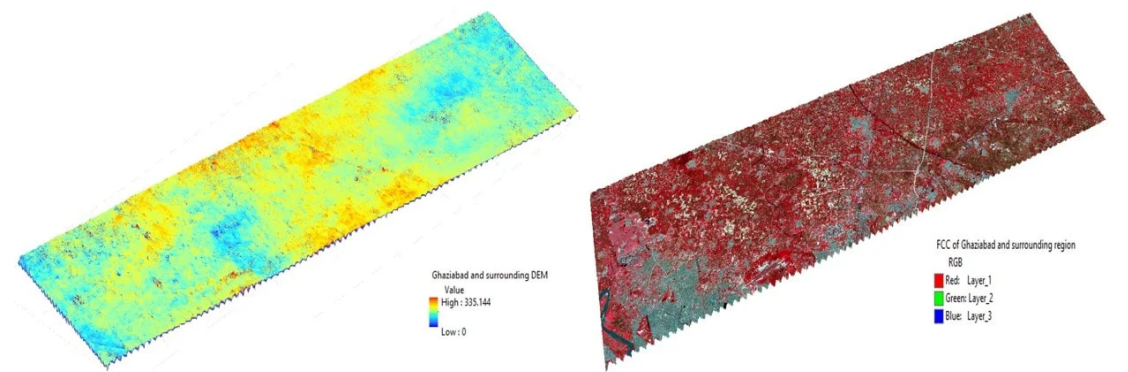 Ghaziabad and surrounding DEM
Value
High : 335.144
Low : 0
FCC of Ghaziabad and surrounding region
RGB
Red: Layer_1
Green: Layer_2
Blue: Layer_3